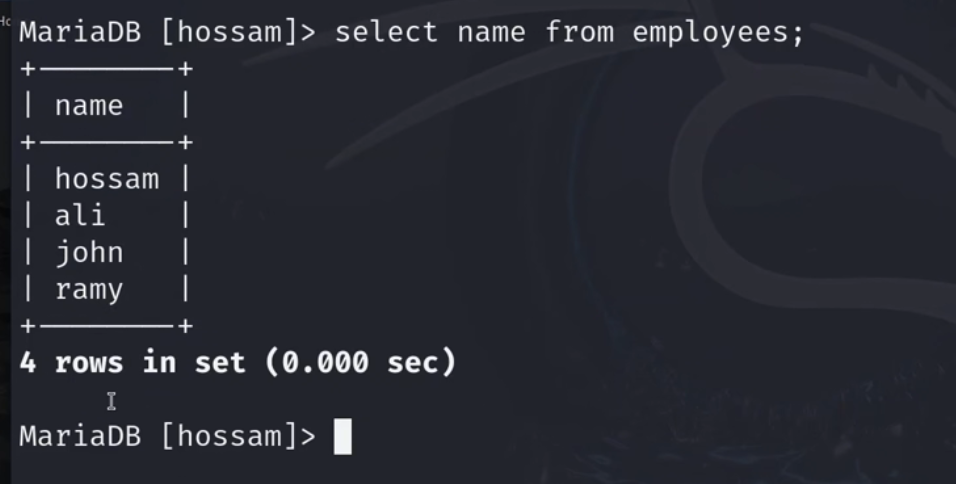 Ho
MariaDB [hossam]> select name from employees;
+--------+
| name   |
+--------+
| hossam |
| ali    |
| john   |
| ramy   |
+--------+
4 rows in set (0.000 sec)
MariaDB [hossam]>